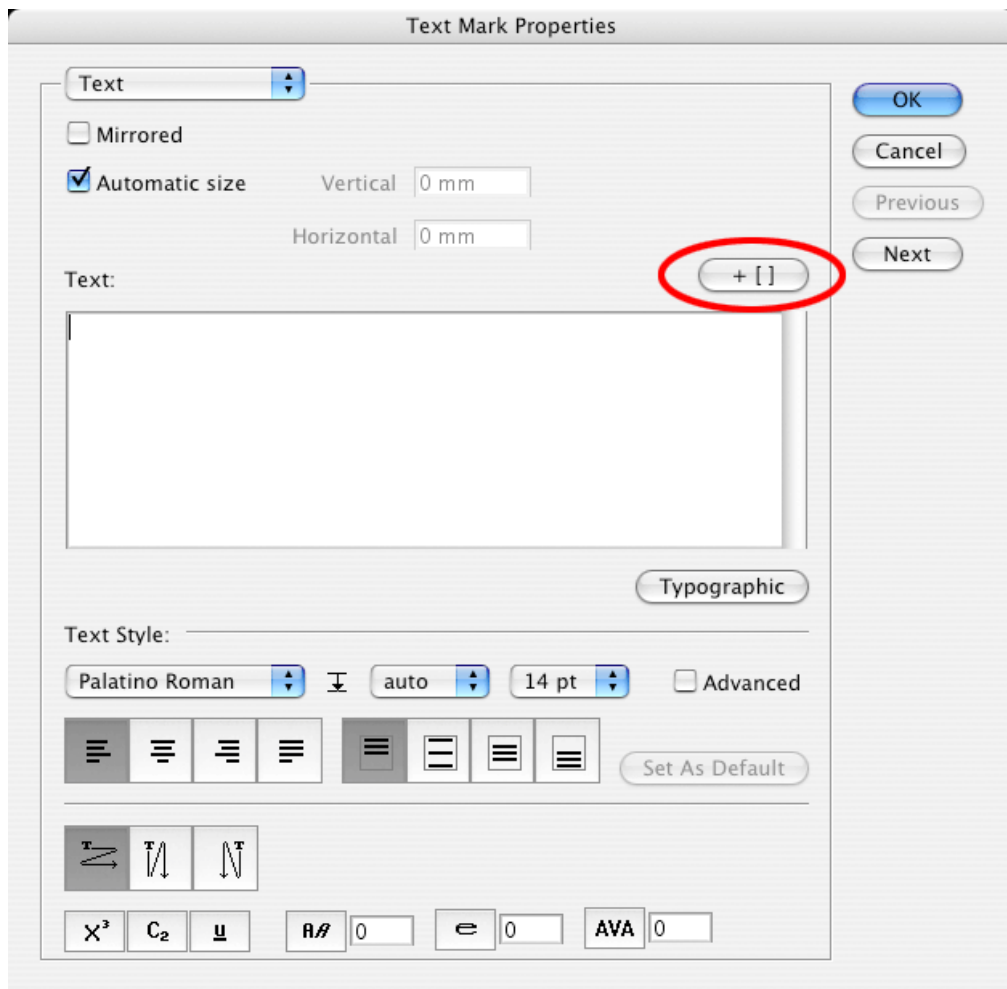 Text Mark Properties
Text
OK
Mirrored
Cancel
Automatic size Vertical 0 mm
Previous
Horizontal 0 mm
Next
Text: + [ ]
Typographic
Text Style:
Palatino Roman auto 14 pt Advanced
Set As Default
T T T
X³ C₂ u AA 0 e 0 AVA 0